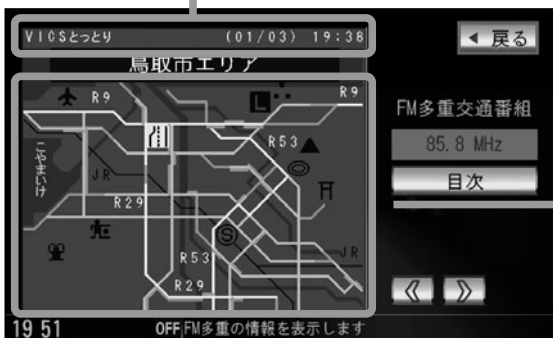 VICSとっとり (01/03) 19:38
戻る
鳥取市エリア
R9
R9
FM多重交通番組
R53
85.8 MHz
こやまいけ
JR
目次
R29
S
R53
JR
R29
19 51
OFF FM多重の情報を表示します